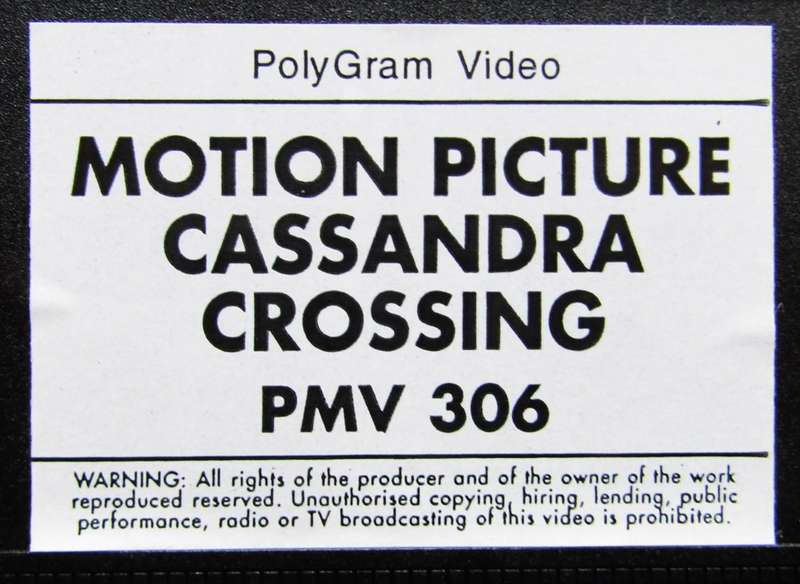 PolyGram Video
MOTION PICTURE
CASSANDRA
CROSSING
PMV 306
WARNING: All rights of the producer and of the owner of the work
reproduced reserved. Unauthorised copying, hiring, lending, public
performance, radio or TV broadcasting of this video is prohibited.